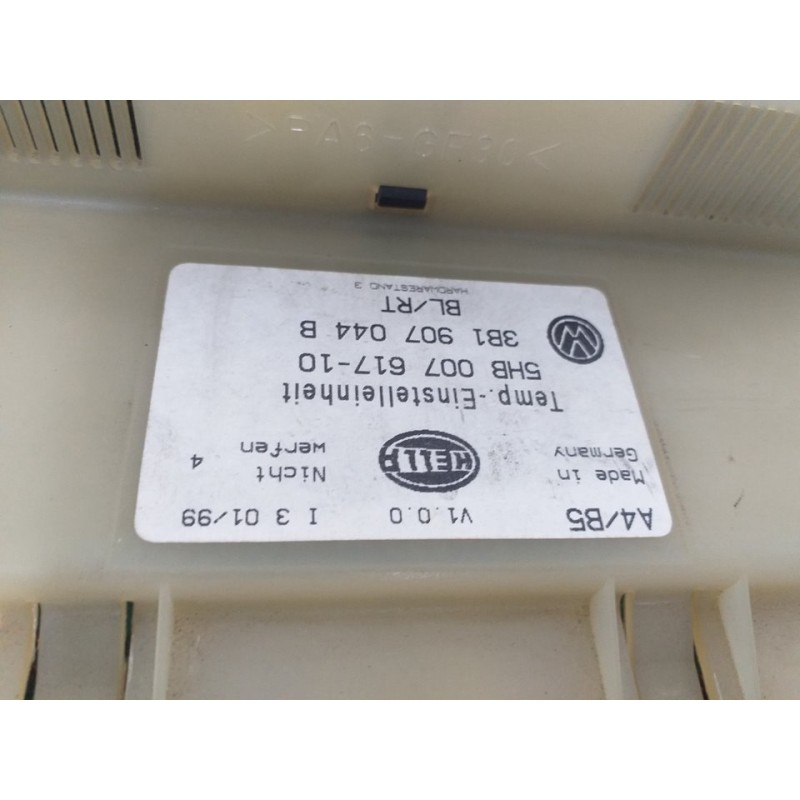 A4/B5 V1.0.0 I 3 01/99
Made in Germany
HELLA
Nicht werfen 4
Temp.-Einstelleinheit
5HB 007 617-10
3B1 907 044 B
BL/RT
HARDWARESTAND 3
>PA6-GF30<